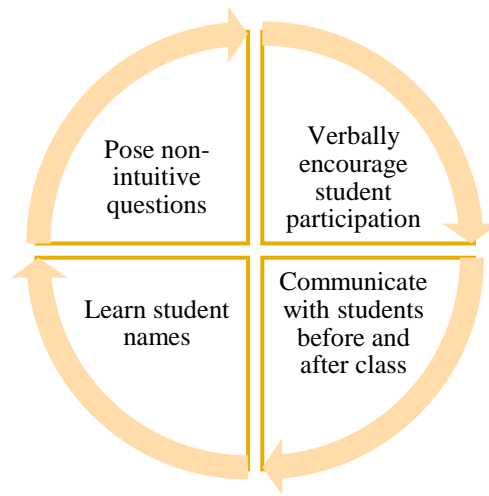 Pose non-
intuitive
questions
Verbally
encourage
student
participation
Learn student
names
Communicate
with students
before and
after class